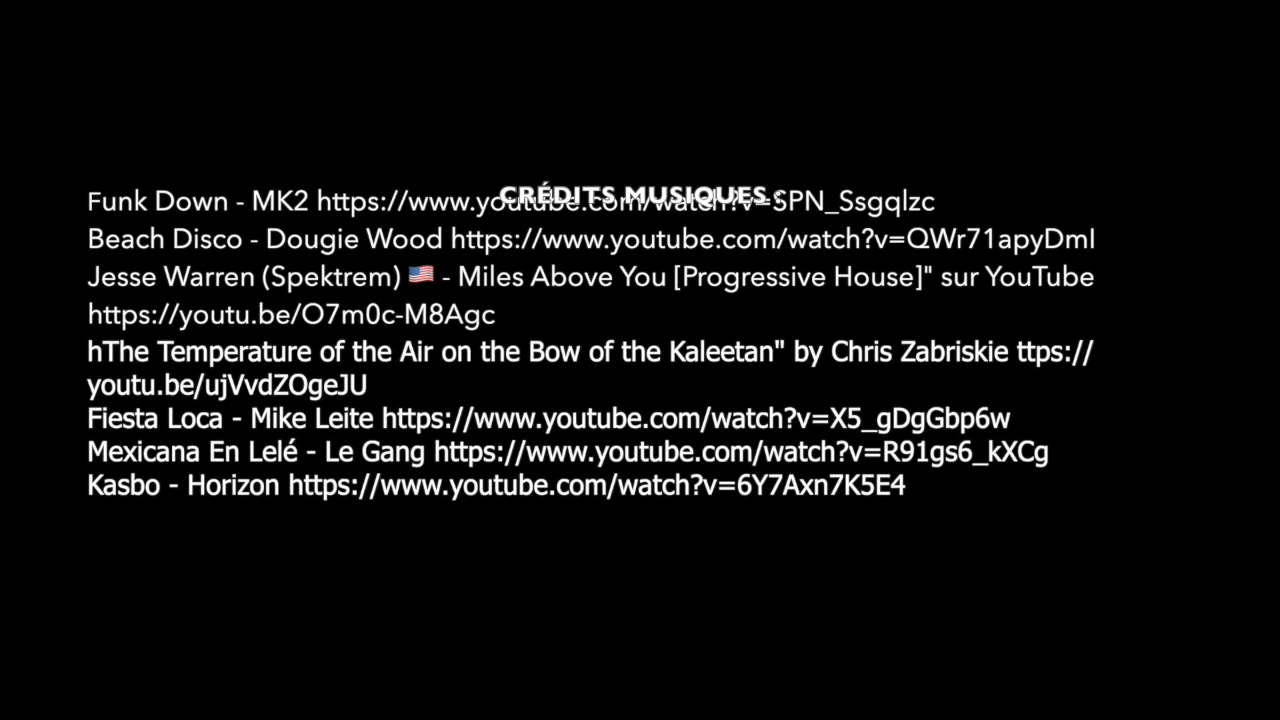 CRÉDITS MUSIQUES :
Funk Down - MK2 https://www.youtube.com/watch?v=SPN_Ssgqlzc
Beach Disco - Dougie Wood https://www.youtube.com/watch?v=QWr71apyDmI
Jesse Warren (Spektrem) 🇺🇸 - Miles Above You [Progressive House]" sur YouTube
https://youtu.be/O7m0c-M8Agc
hThe Temperature of the Air on the Bow of the Kaleetan" by Chris Zabriskie ttps://
youtu.be/ujVvdZOgeJU
Fiesta Loca - Mike Leite https://www.youtube.com/watch?v=X5_gDgGbp6w
Mexicana En Lelé - Le Gang https://www.youtube.com/watch?v=R91gs6_kXCg
Kasbo - Horizon https://www.youtube.com/watch?v=6Y7Axn7K5E4